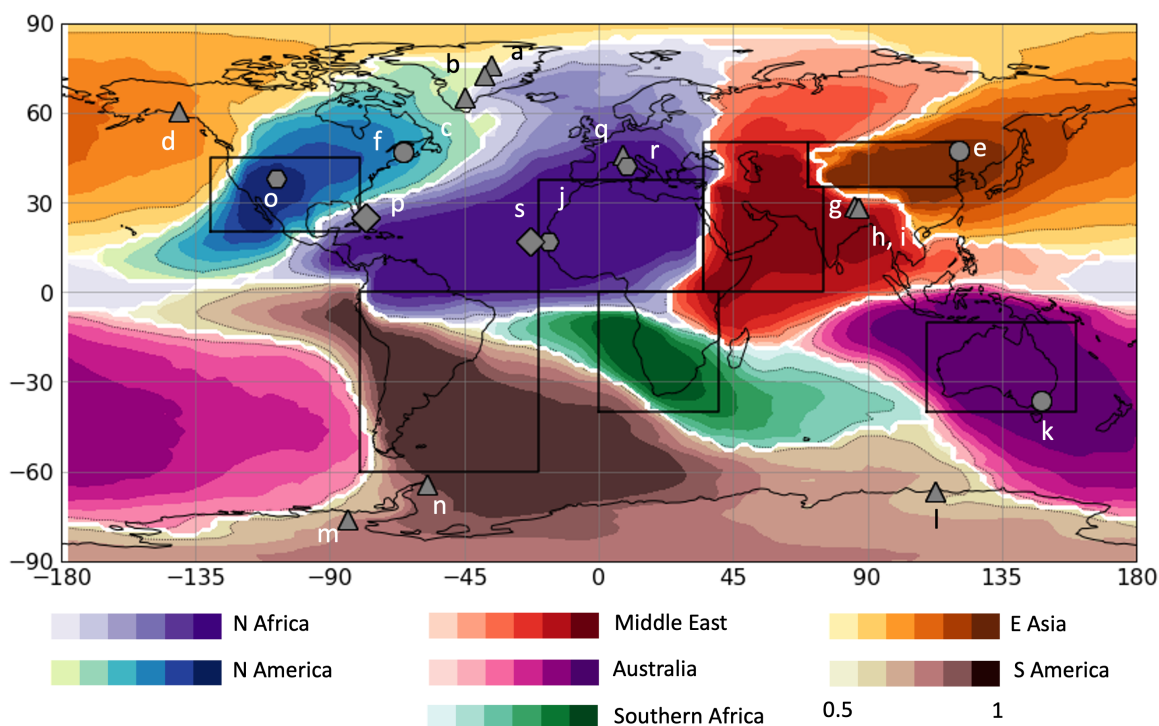 90
60
30
0
−30
−60
−90
−180
−135
−90
−45
0
45
90
135
180
a
b
c
d
e
f
g
h, i
j
k
l
m
n
o
p
q
r
s
N Africa
Middle East
E Asia
N America
Australia
S America
Southern Africa
0.5
1